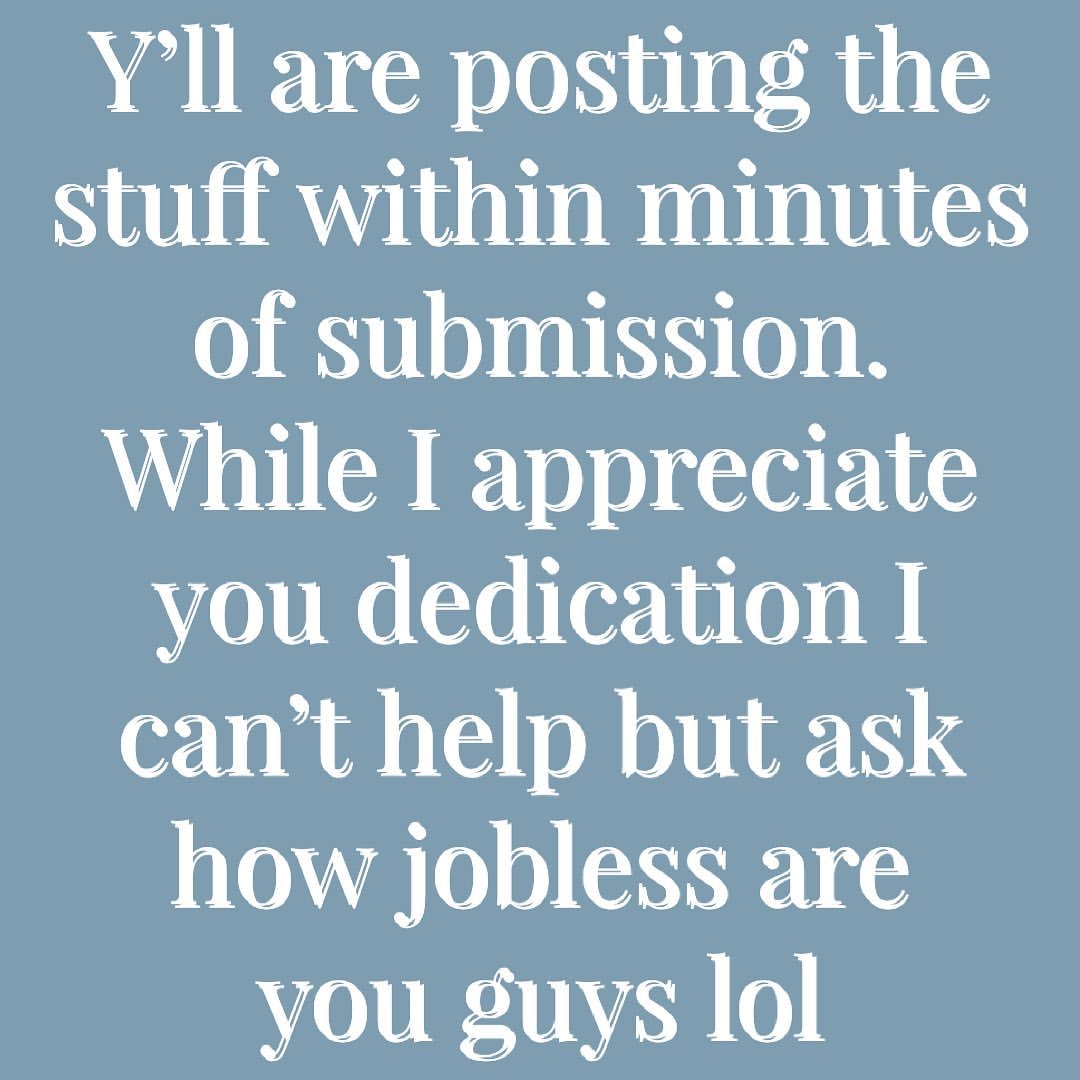 Y’ll are posting the
stuff within minutes
of submission.
While I appreciate
you dedication I
can’t help but ask
how jobless are
you guys lol